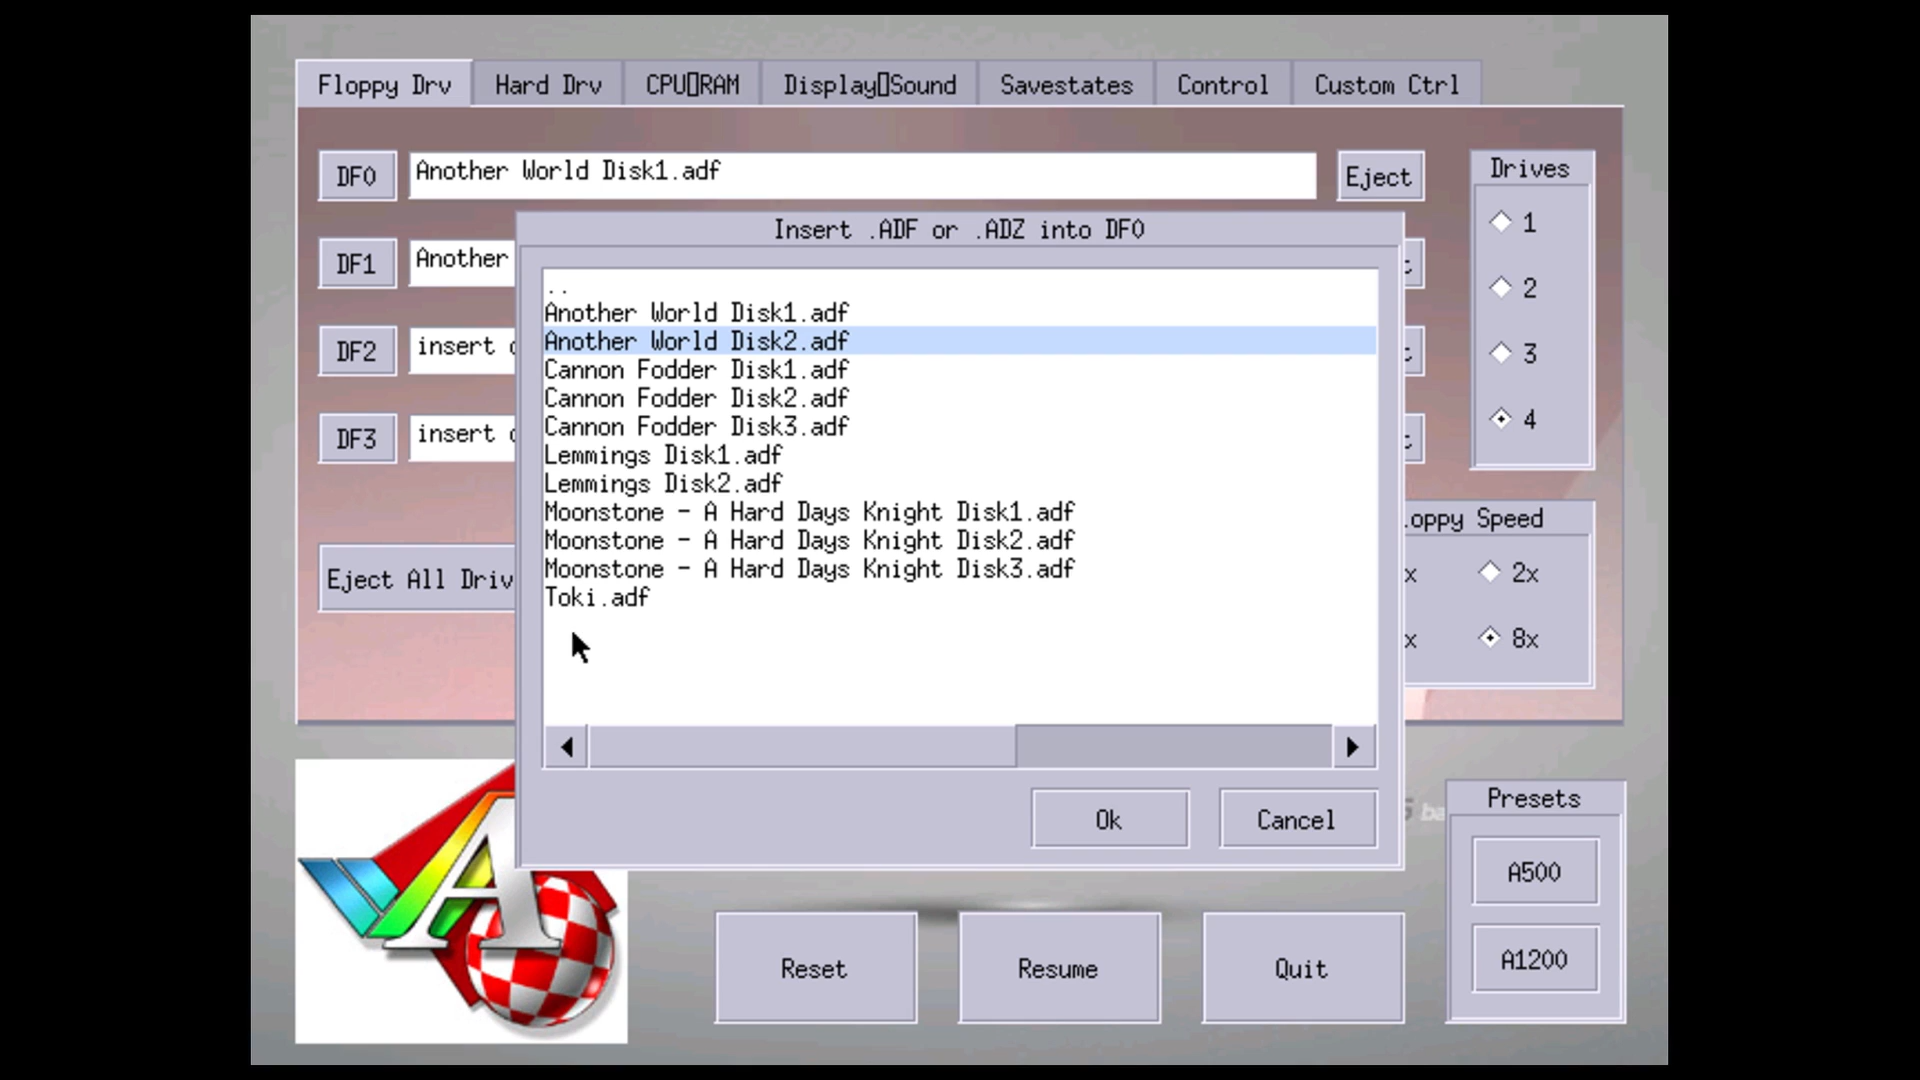 Floppy Drv Hard Drv CPU▯RAM Display▯Sound Savestates Control Custom Ctrl
DF0 Another World Disk1.adf Eject
Drives
1
2
3
4
DF1 Another
DF2 insert
DF3 insert
Eject All
Insert .ADF or .ADZ into DF0
..
Another World Disk1.adf
Another World Disk2.adf
Cannon Fodder Disk1.adf
Cannon Fodder Disk2.adf
Cannon Fodder Disk3.adf
Lemmings Disk1.adf
Lemmings Disk2.adf
Moonstone - A Hard Days Knight Disk1.adf
Moonstone - A Hard Days Knight Disk2.adf
Moonstone - A Hard Days Knight Disk3.adf
Toki.adf
Ok Cancel
Speed
2x
8x
Presets
A500
A1200
Reset Resume Quit